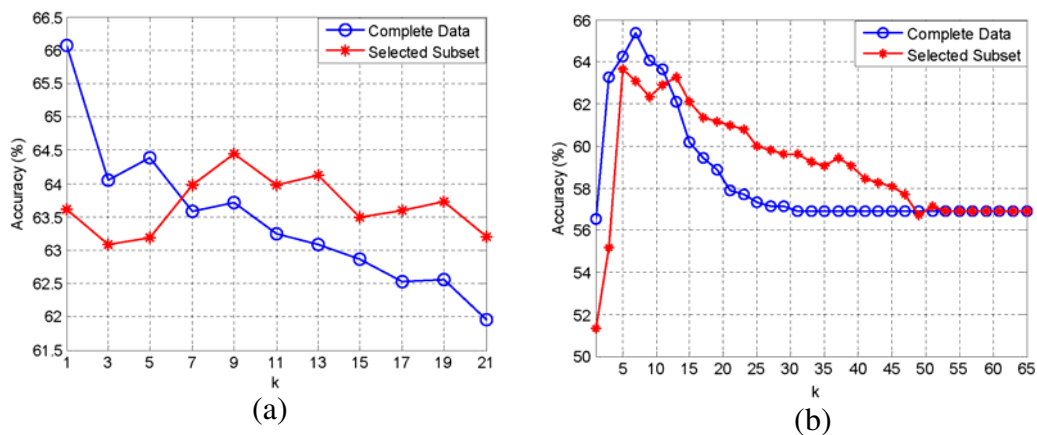 66.5
66
65.5
65
64.5
64
63.5
63
62.5
62
61.5
Accuracy (%)
1 3 5 7 9 11 13 15 17 19 21
k
Complete Data
Selected Subset
(a)
66
64
62
60
58
56
54
52
50
Accuracy (%)
5 10 15 20 25 30 35 40 45 50 55 60 65
k
Complete Data
Selected Subset
(b)